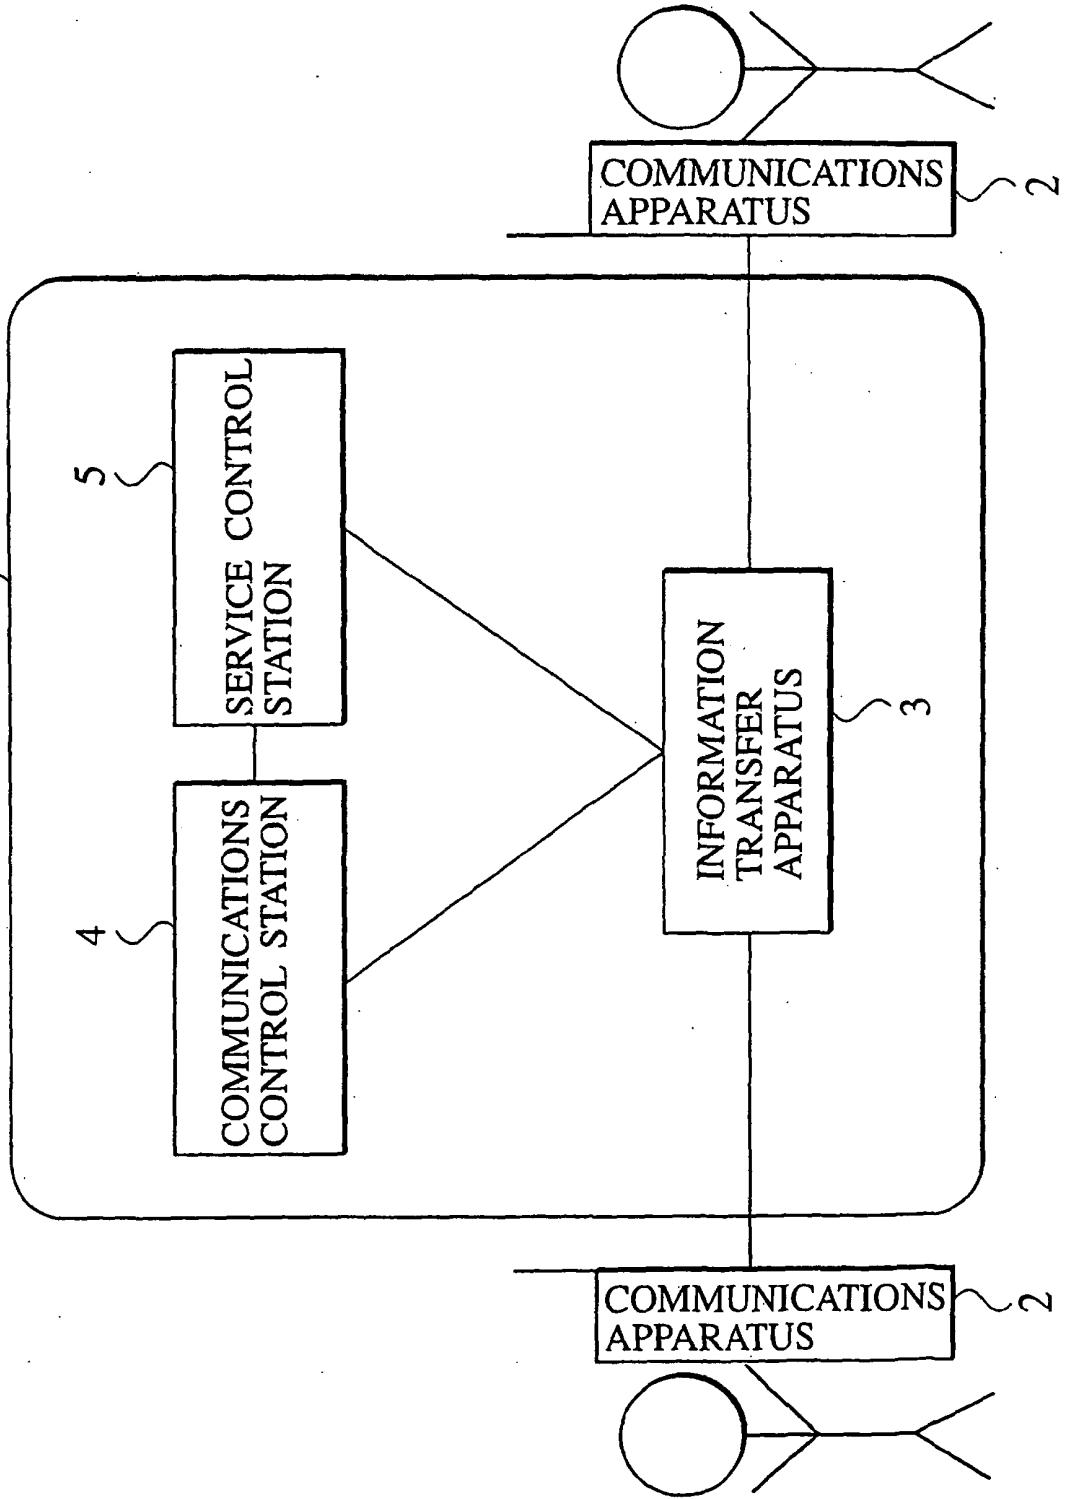 4
COMMUNICATIONS
CONTROL STATION
5
SERVICE CONTROL
STATION
INFORMATION
TRANSFER
APPARATUS
3
COMMUNICATIONS
APPARATUS
2
COMMUNICATIONS
APPARATUS
2